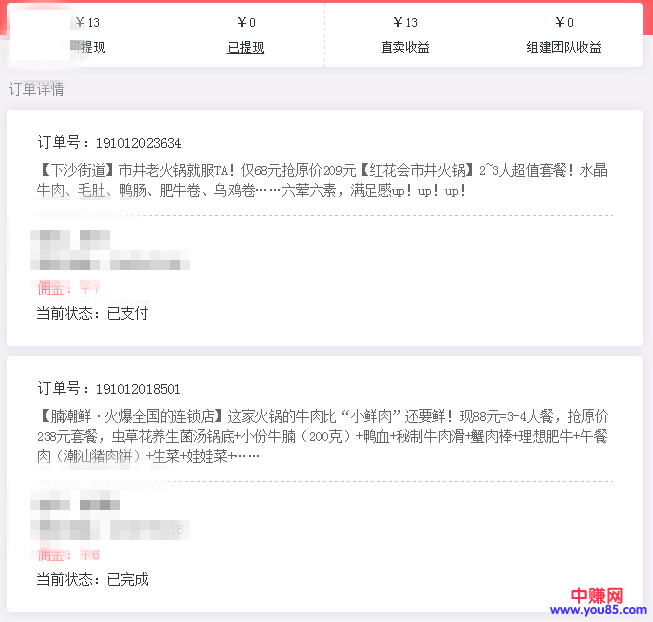 ¥13 ¥0 ¥13 ¥0
可提现 已提现 直卖收益 组建团队收益
订单详情
订单号：191012023634
【下沙街道】市井老火锅就服TA！仅68元抢原价209元【红花会市井火锅】2~3人超值套餐！水晶
牛肉、毛肚、鸭肠、肥牛卷、乌鸡卷……六荤六素，满足感up！up！up！
佣金：¥7
当前状态：已支付
订单号：191012018501
【腩潮鲜·火爆全国的连锁店】这家火锅的牛肉比“小鲜肉”还要鲜！现88元=3-4人餐，抢原价
238元套餐，虫草花养生菌汤锅底+小份牛腩（200克）+鸭血+秘制牛肉滑+蟹肉棒+理想肥牛+午餐
肉（潮汕猪肉饼）+生菜+娃娃菜+……
佣金：¥6
当前状态：已完成
中赚网
www.you85.com